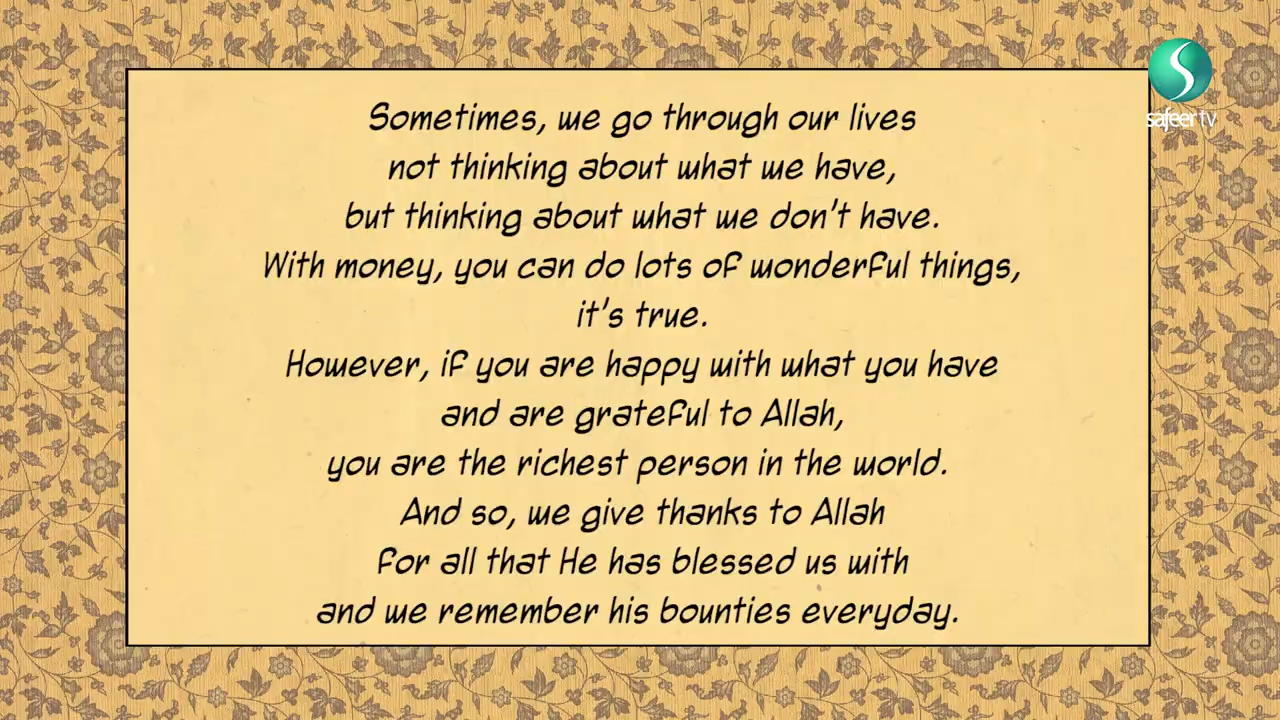 safeer tv
Sometimes, we go through our lives
not thinking about what we have,
but thinking about what we don't have.
With money, you can do lots of wonderful things,
it's true.
However, if you are happy with what you have
and are grateful to Allah,
you are the richest person in the world.
And so, we give thanks to Allah
for all that He has blessed us with
and we remember his bounties everyday.